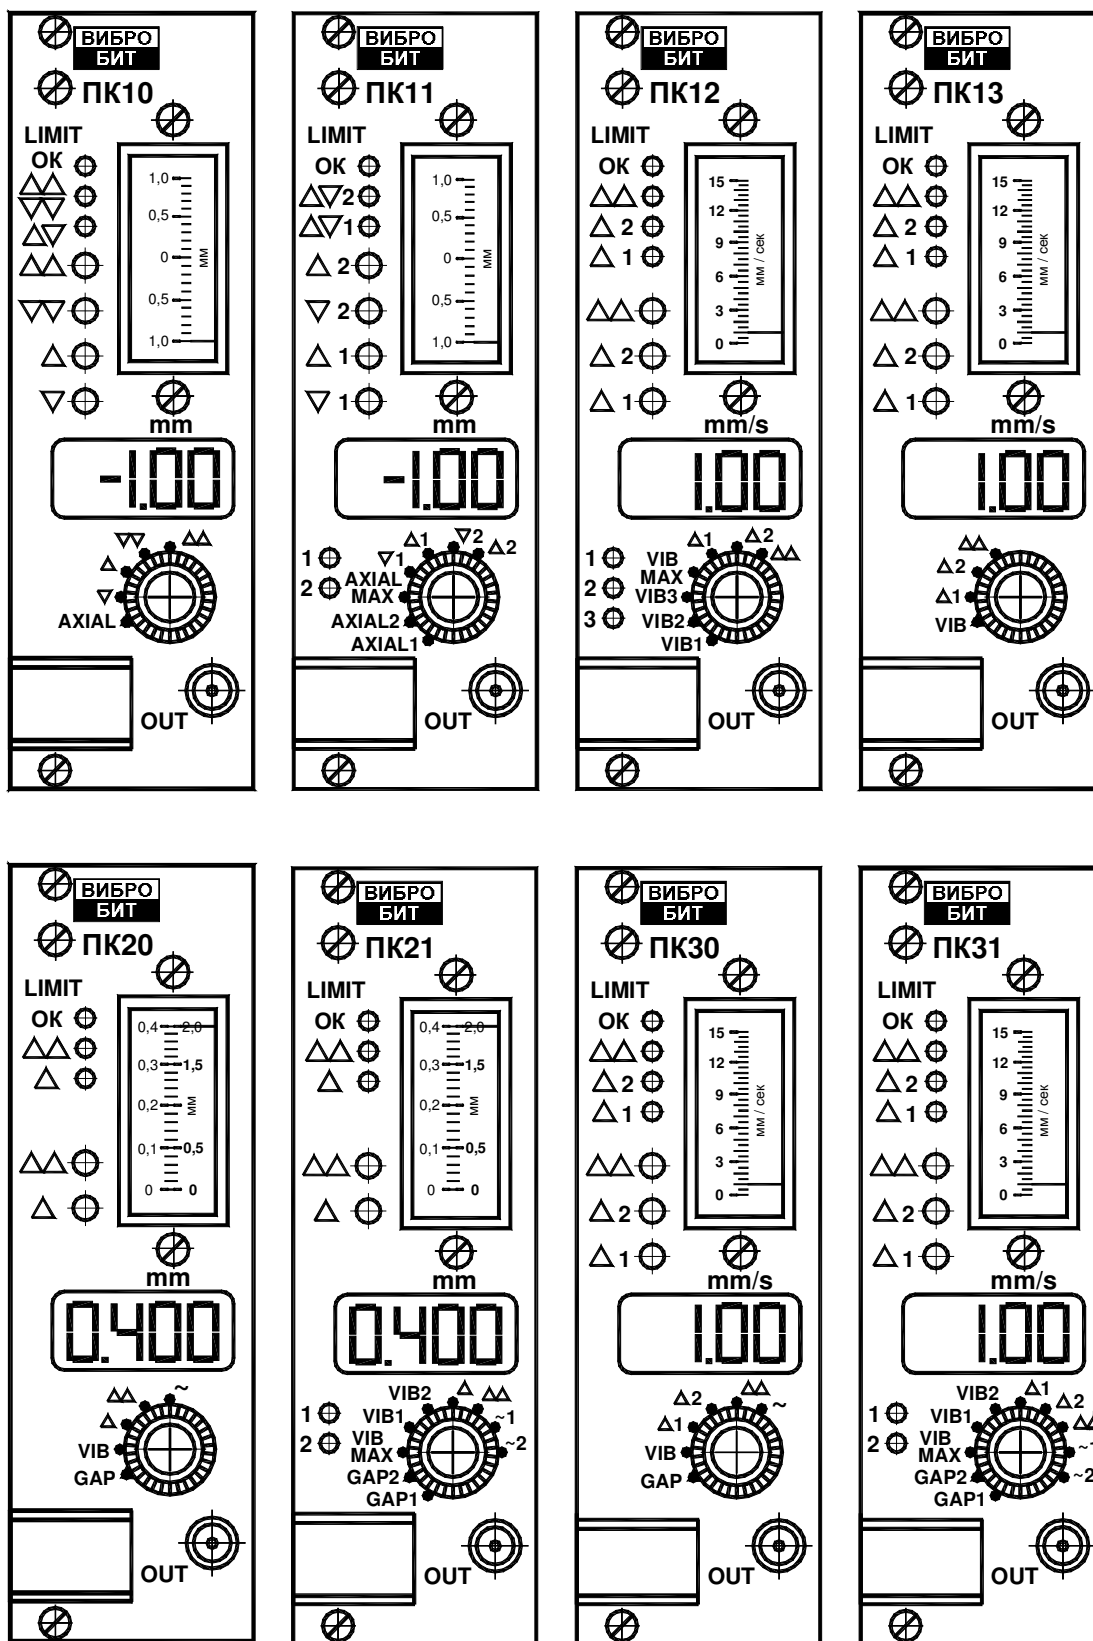 ВИБРО
БИТ
ПК10
LIMIT
OK
△△
▽▽
△▽
△△
▽▽
△
▽
1,0
0,5
0
0,5
1,0
мм
mm
-1.00
▽▽
△△
△
▽
AXIAL
OUT
ВИБРО
БИТ
ПК11
LIMIT
OK
△▽2
△▽1
△ 2
▽ 2
△ 1
▽ 1
1,0
0,5
0
0,5
1,0
мм
mm
-1.00
1
2
△1
▽2
△2
▽1
AXIAL
MAX
AXIAL2
AXIAL1
OUT
ВИБРО
БИТ
ПК12
LIMIT
OK
△△
△ 2
△ 1
△△
△ 2
△ 1
15
12
9
6
3
0
мм / сек
mm/s
1.00
1
2
3
△1
△2
△△
VIB
MAX
VIB3
VIB2
VIB1
OUT
ВИБРО
БИТ
ПК13
LIMIT
OK
△△
△ 2
△ 1
△△
△ 2
△ 1
15
12
9
6
3
0
мм / сек
mm/s
1.00
△△
△2
△1
VIB
OUT
ВИБРО
БИТ
ПК20
LIMIT
OK
△△
△
△△
△
0,4 2,0
0,3 1,5
0,2
0,1 0,5
0 0
мм
mm
0.400
~
△△
△
VIB
GAP
OUT
ВИБРО
БИТ
ПК21
LIMIT
OK
△△
△
△△
△
0,4 2,0
0,3 1,5
0,2
0,1 0,5
0 0
мм
mm
0.400
1
2
VIB2
△
△△
VIB1
~1
VIB
MAX
~2
GAP2
GAP1
OUT
ВИБРО
БИТ
ПК30
LIMIT
OK
△△
△ 2
△ 1
△△
△ 2
△ 1
15
12
9
6
3
0
мм / сек
mm/s
1.00
△△
△2
~
△1
VIB
GAP
OUT
ВИБРО
БИТ
ПК31
LIMIT
OK
△△
△ 2
△ 1
△△
△ 2
△ 1
15
12
9
6
3
0
мм / сек
mm/s
1.00
1
2
VIB2
△1
△2
VIB1
VIB
MAX
GAP2
~2
GAP1
OUT